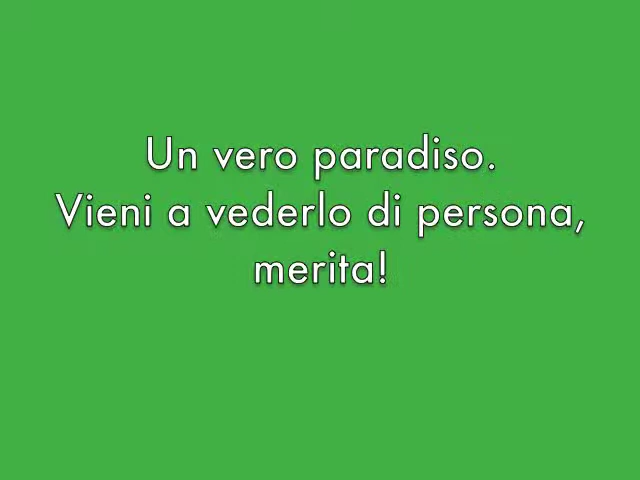 Un vero paradiso.
Vieni a vederlo di persona,
merita!